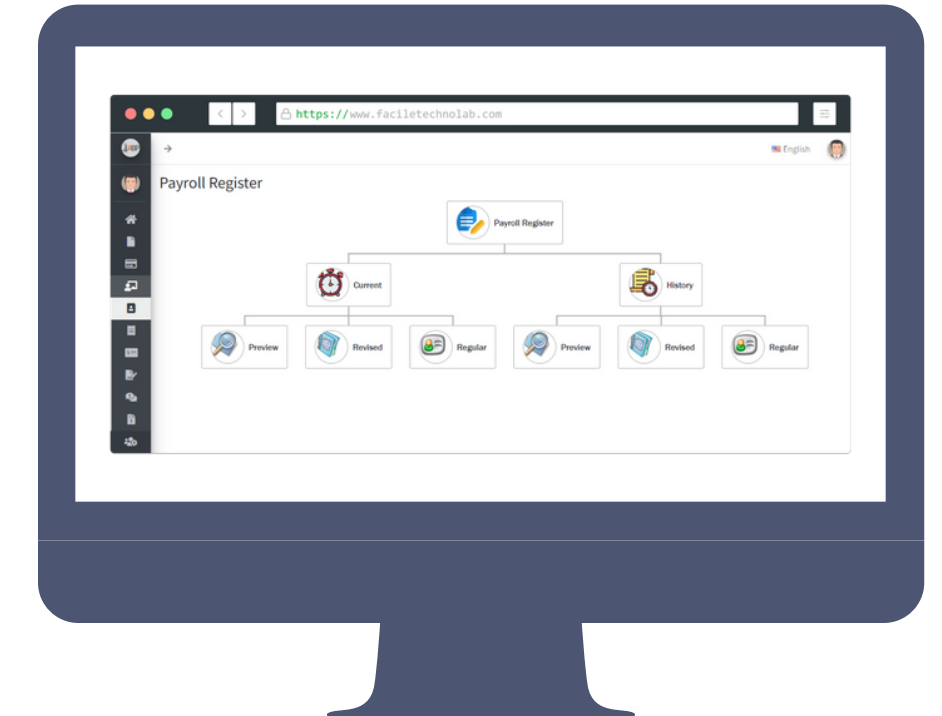 https://www.faciletechnolab.com
English
Payroll Register
Payroll Register
Current
History
Preview
Revised
Regular
Preview
Revised
Regular